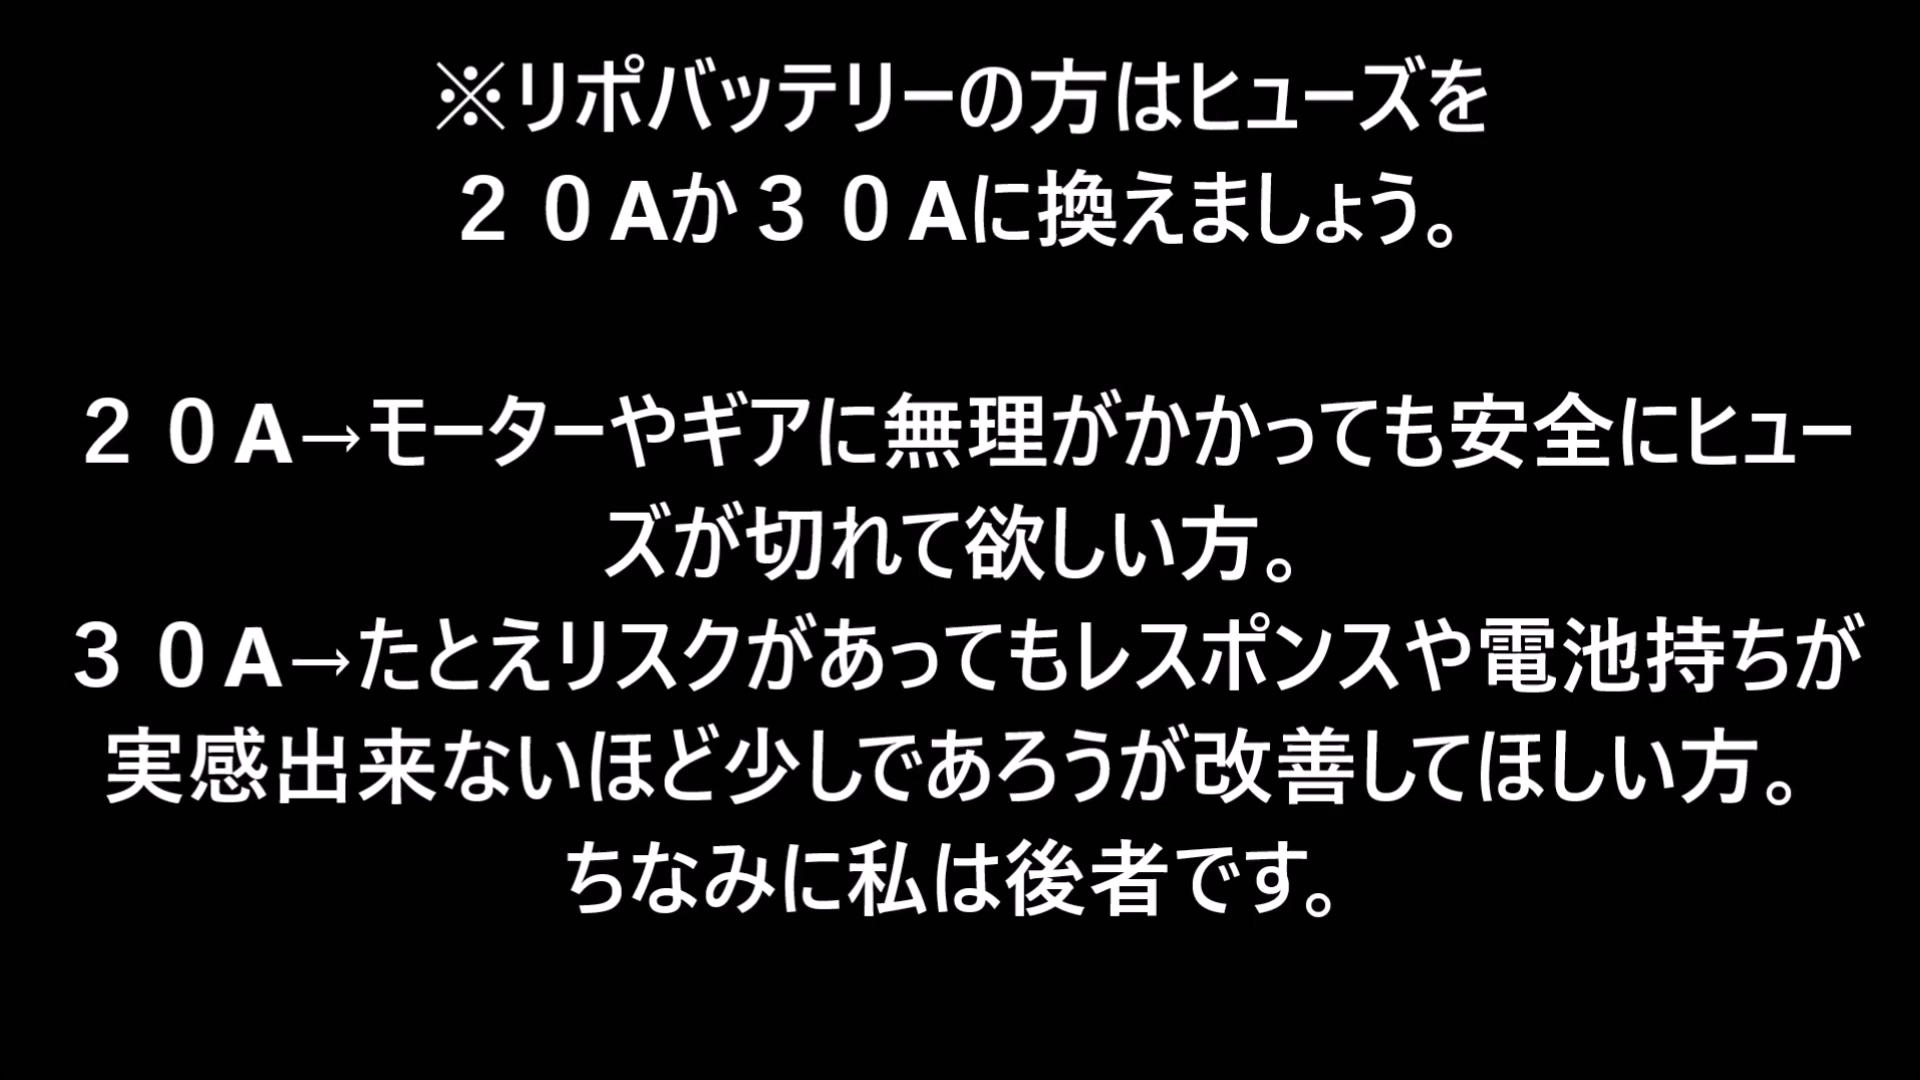 ※リポバッテリーの方はヒューズを
２０Aか３０Aに換えましょう。
２０A→モーターやギアに無理がかかっても安全にヒュー
ズが切れて欲しい方。
３０A→たとえリスクがあってもレスポンスや電池持ちが
実感出来ないほど少しであろうが改善してほしい方。
ちなみに私は後者です。